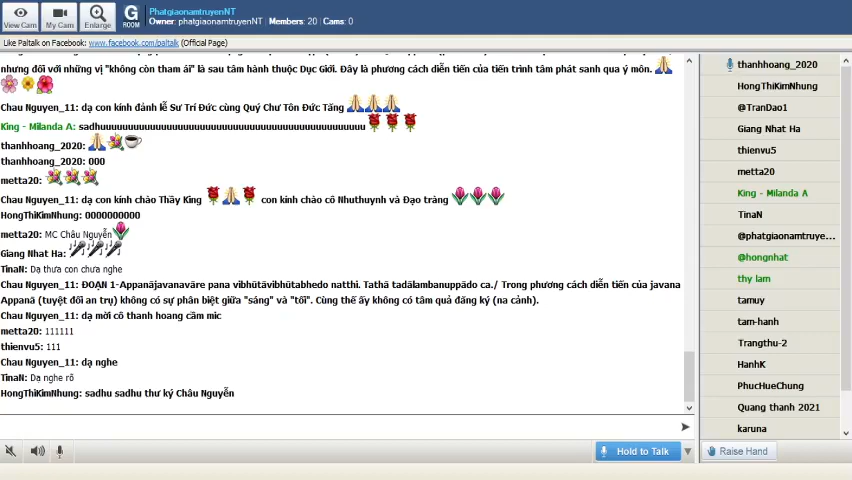 PhatgiaonamtruyenNT
Owner: phatgiaonamtruyenNT | Members: 20 | Cams: 0
View Cam
My Cam
Enlarge
G
ROOM
Like Paltalk on Facebook: www.facebook.com/paltalk (Official Page)
nhưng đối với những vị "không còn tham ái" là sau tâm hành thuộc Dục Giới. Đây là phương cách diễn tiến của tiến trình tâm phát sanh qua ý môn.
Chau Nguyen_11: dạ con kính đảnh lễ Sư Trí Đức cùng Quý Chư Tôn Đức Tăng
thanhhoang_2020:
thanhhoang_2020: 000
metta20:
Chau Nguyen_11: dạ con kính chào Thầy King con kính chào cô Nhuthuynh và Đạo tràng
HongThiKimNhung: 0000000000
metta20: MC Châu Nguyễn
Giang Nhat Ha:
TinaN: Dạ thưa con chưa nghe
Chau Nguyen_11: ĐOẠN 1-Appanājavanavāre pana vibhūtāvibhūtabhedo natthi. Tathā tadālambanuppādo ca./ Trong phương cách diễn tiến của javana
Appanā (tuyệt đối an trụ) không có sự phân biệt giữa "sáng" và "tối". Cùng thế ấy không có tâm quả đăng ký (na cảnh).
Chau Nguyen_11: dạ mời cô thanh hoang cầm mic
metta20: 111111
thienvu5: 111
Chau Nguyen_11: dạ nghe
TinaN: Dạ nghe rõ
HongThiKimNhung: sadhu sadhu thư ký Châu Nguyễn
thanhhoang_2020
HongThiKimNhung
@TranDao1
Giang Nhat Ha
thienvu5
metta20
King - Milanda A
TinaN
@phatgiaonamtruye...
@hongnhat
thy lam
tamuy
tam-hanh
Trangthu-2
HanhK
PhucHueChung
Quang thanh 2021
karuna
Hold to Talk
Raise Hand